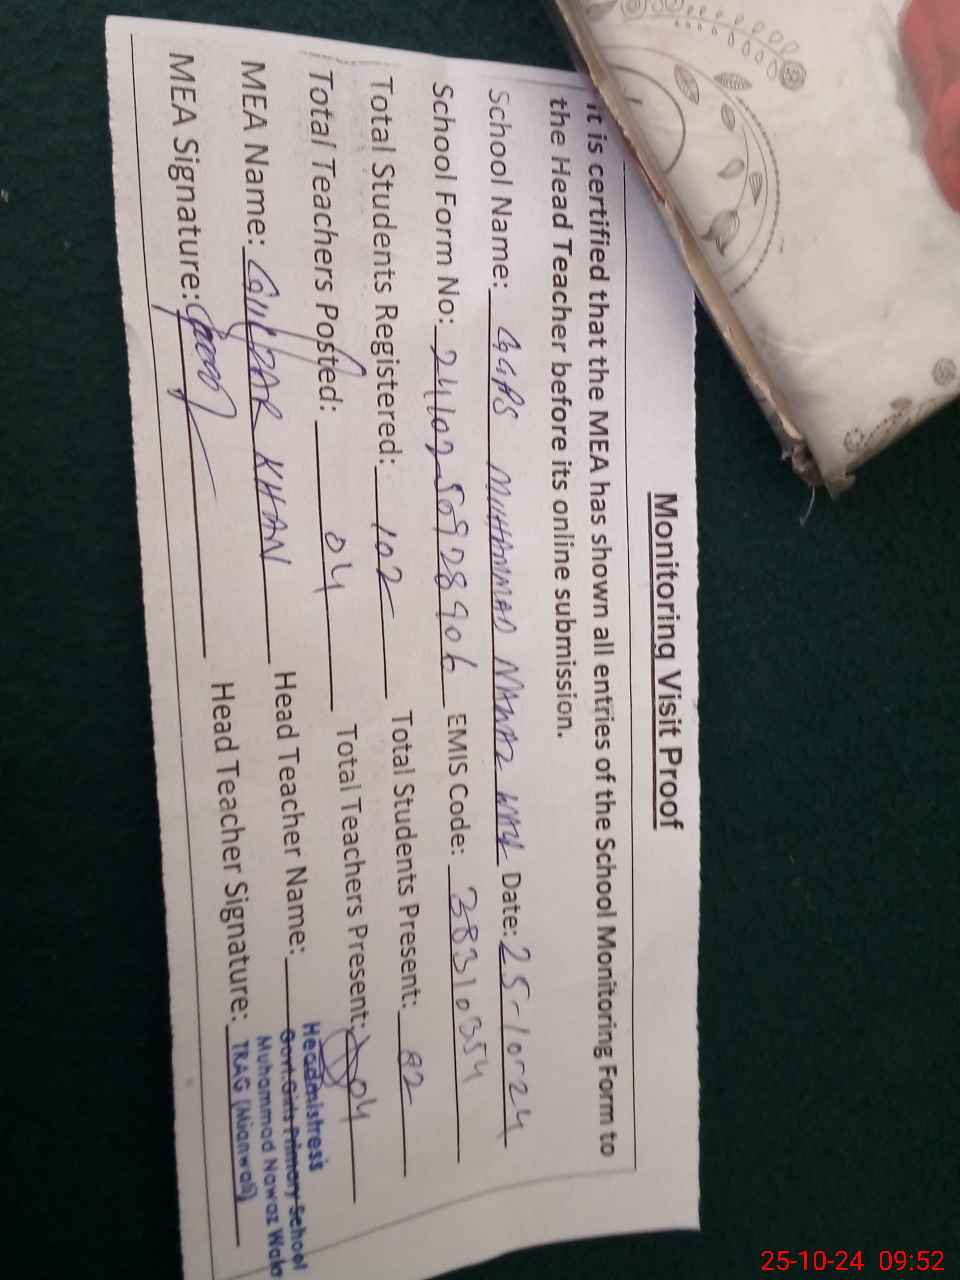 Monitoring Visit Proof
it is certified that the MEA has shown all entries of the School Monitoring Form to
the Head Teacher before its online submission.
School Name: GGPS MUHAMMAD NAWAZ WALA Date: 25-10-24
School Form No: 2410250928906 EMIS Code: 38310354
Total Students Registered: 102 Total Students Present: 82
Total Teachers Posted: 04 Total Teachers Present: 04
MEA Name: GULZAR KHAN Head Teacher Name:
MEA Signature: Head Teacher Signature:
Headmistress
Govt.Girls Primary School
Muhammad Nawaz Wala
TRAG (Mianwali)
25-10-24 09:52